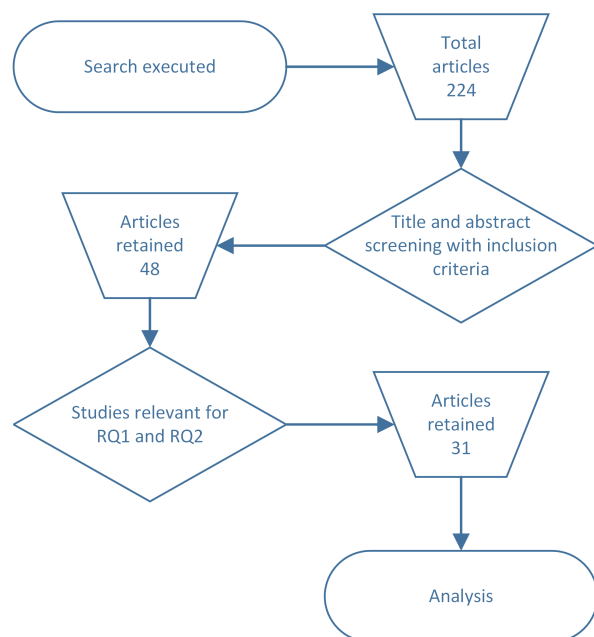 Search executed
Total
articles
224
Title and abstract
screening with inclusion
criteria
Articles
retained
48
Studies relevant for
RQ1 and RQ2
Articles
retained
31
Analysis